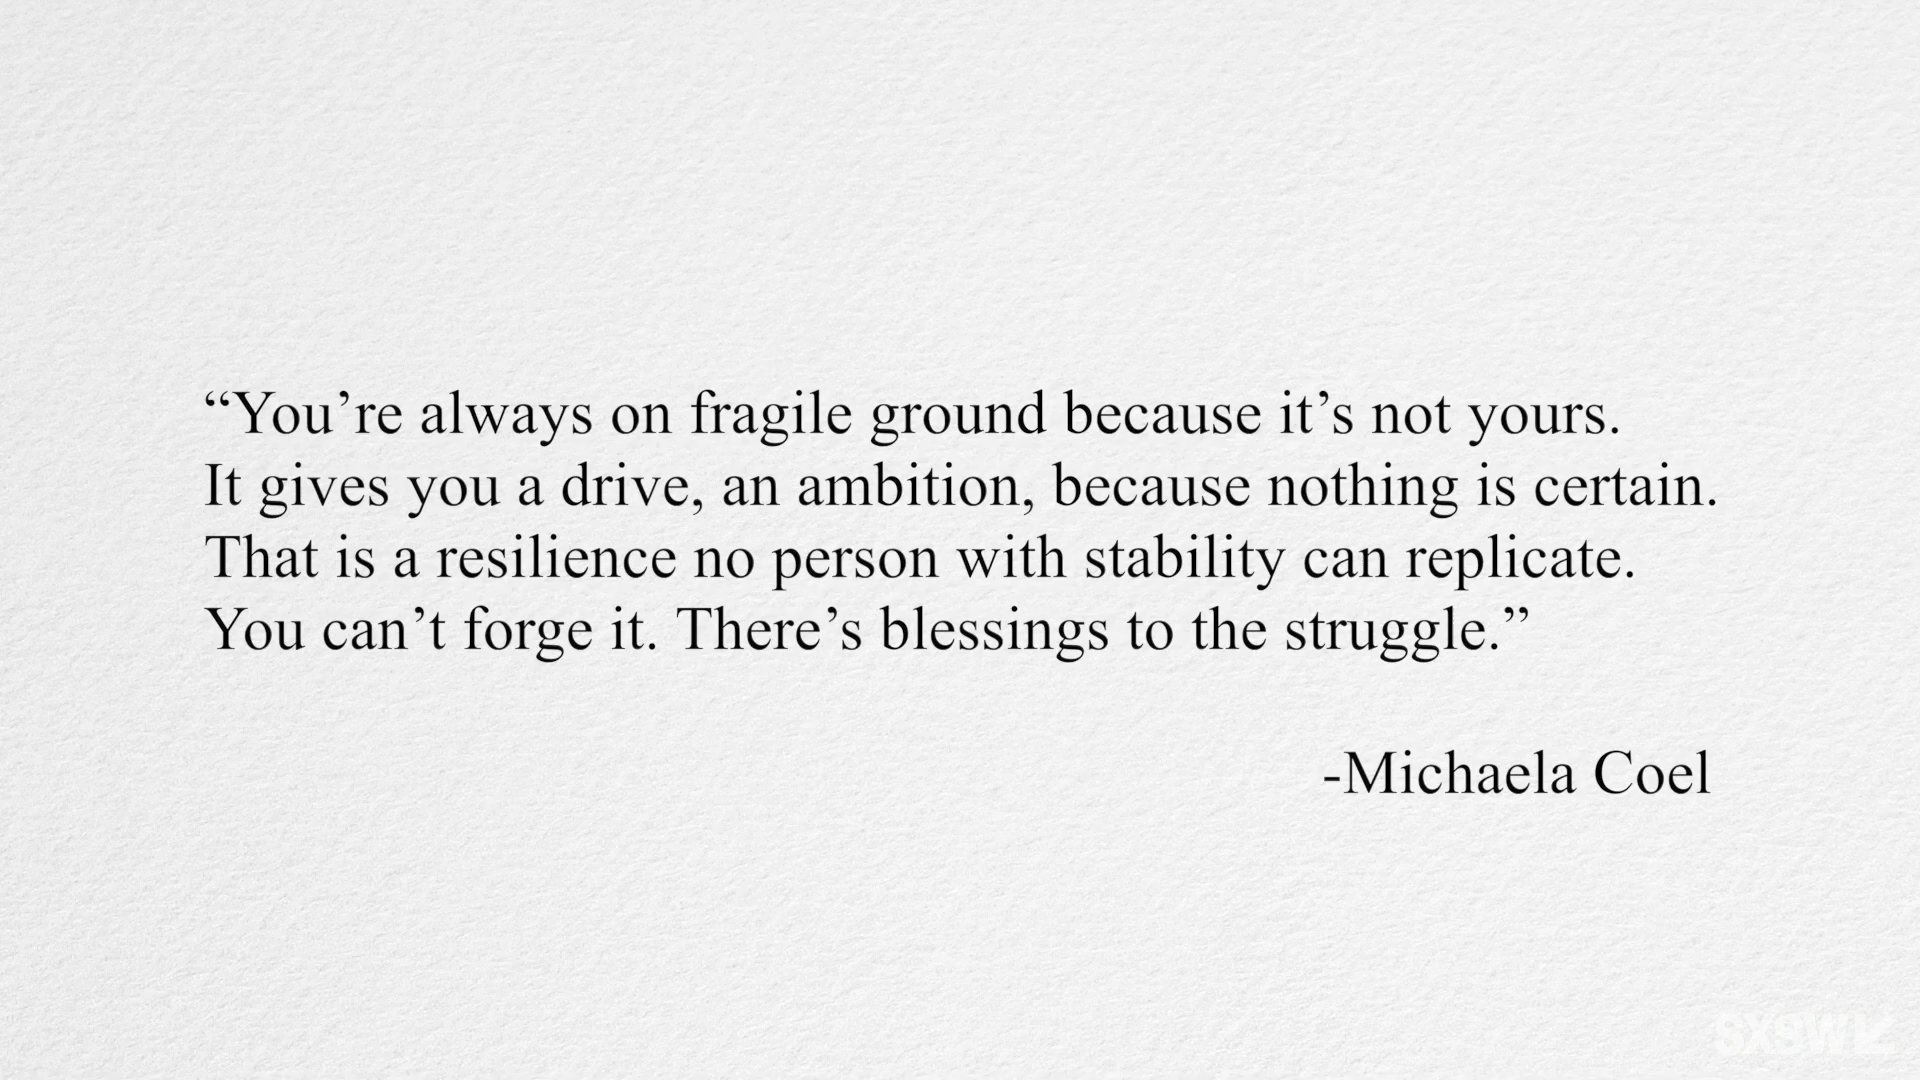 “You’re always on fragile ground because it’s not yours.
It gives you a drive, an ambition, because nothing is certain.
That is a resilience no person with stability can replicate.
You can’t forge it. There’s blessings to the struggle.”
-Michaela Coel